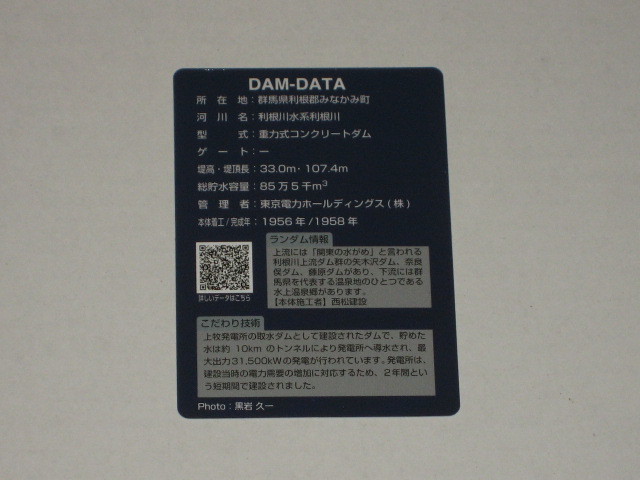 DAM-DATA
所在地：群馬県利根郡みなかみ町
河川名：利根川水系利根川
型式：重力式コンクリートダム
ゲート：ー
堤高・堤頂長：33.0m・107.4m
総貯水容量：85万5千m³
管理者：東京電力ホールディングス(株)
本体着工/完成年：1956年/1958年
詳しいデータはこちら
ランダム情報
上流には「関東の水がめ」と言われる
利根川上流ダム群の矢木沢ダム、奈良
俣ダム、藤原ダムがあり、下流には群
馬県を代表する温泉地のひとつである
水上温泉郷があります。
【本体施工者】西松建設
こだわり技術
上牧発電所の取水ダムとして建設されたダムで、貯めた
水は約10kmのトンネルにより発電所へ導水され、最
大出力31,500kWの発電が行われています。発電所は、
建設当時の電力需要の増加に対応するため、2年間とい
う短期間で建設されました。
Photo：黒岩 久一